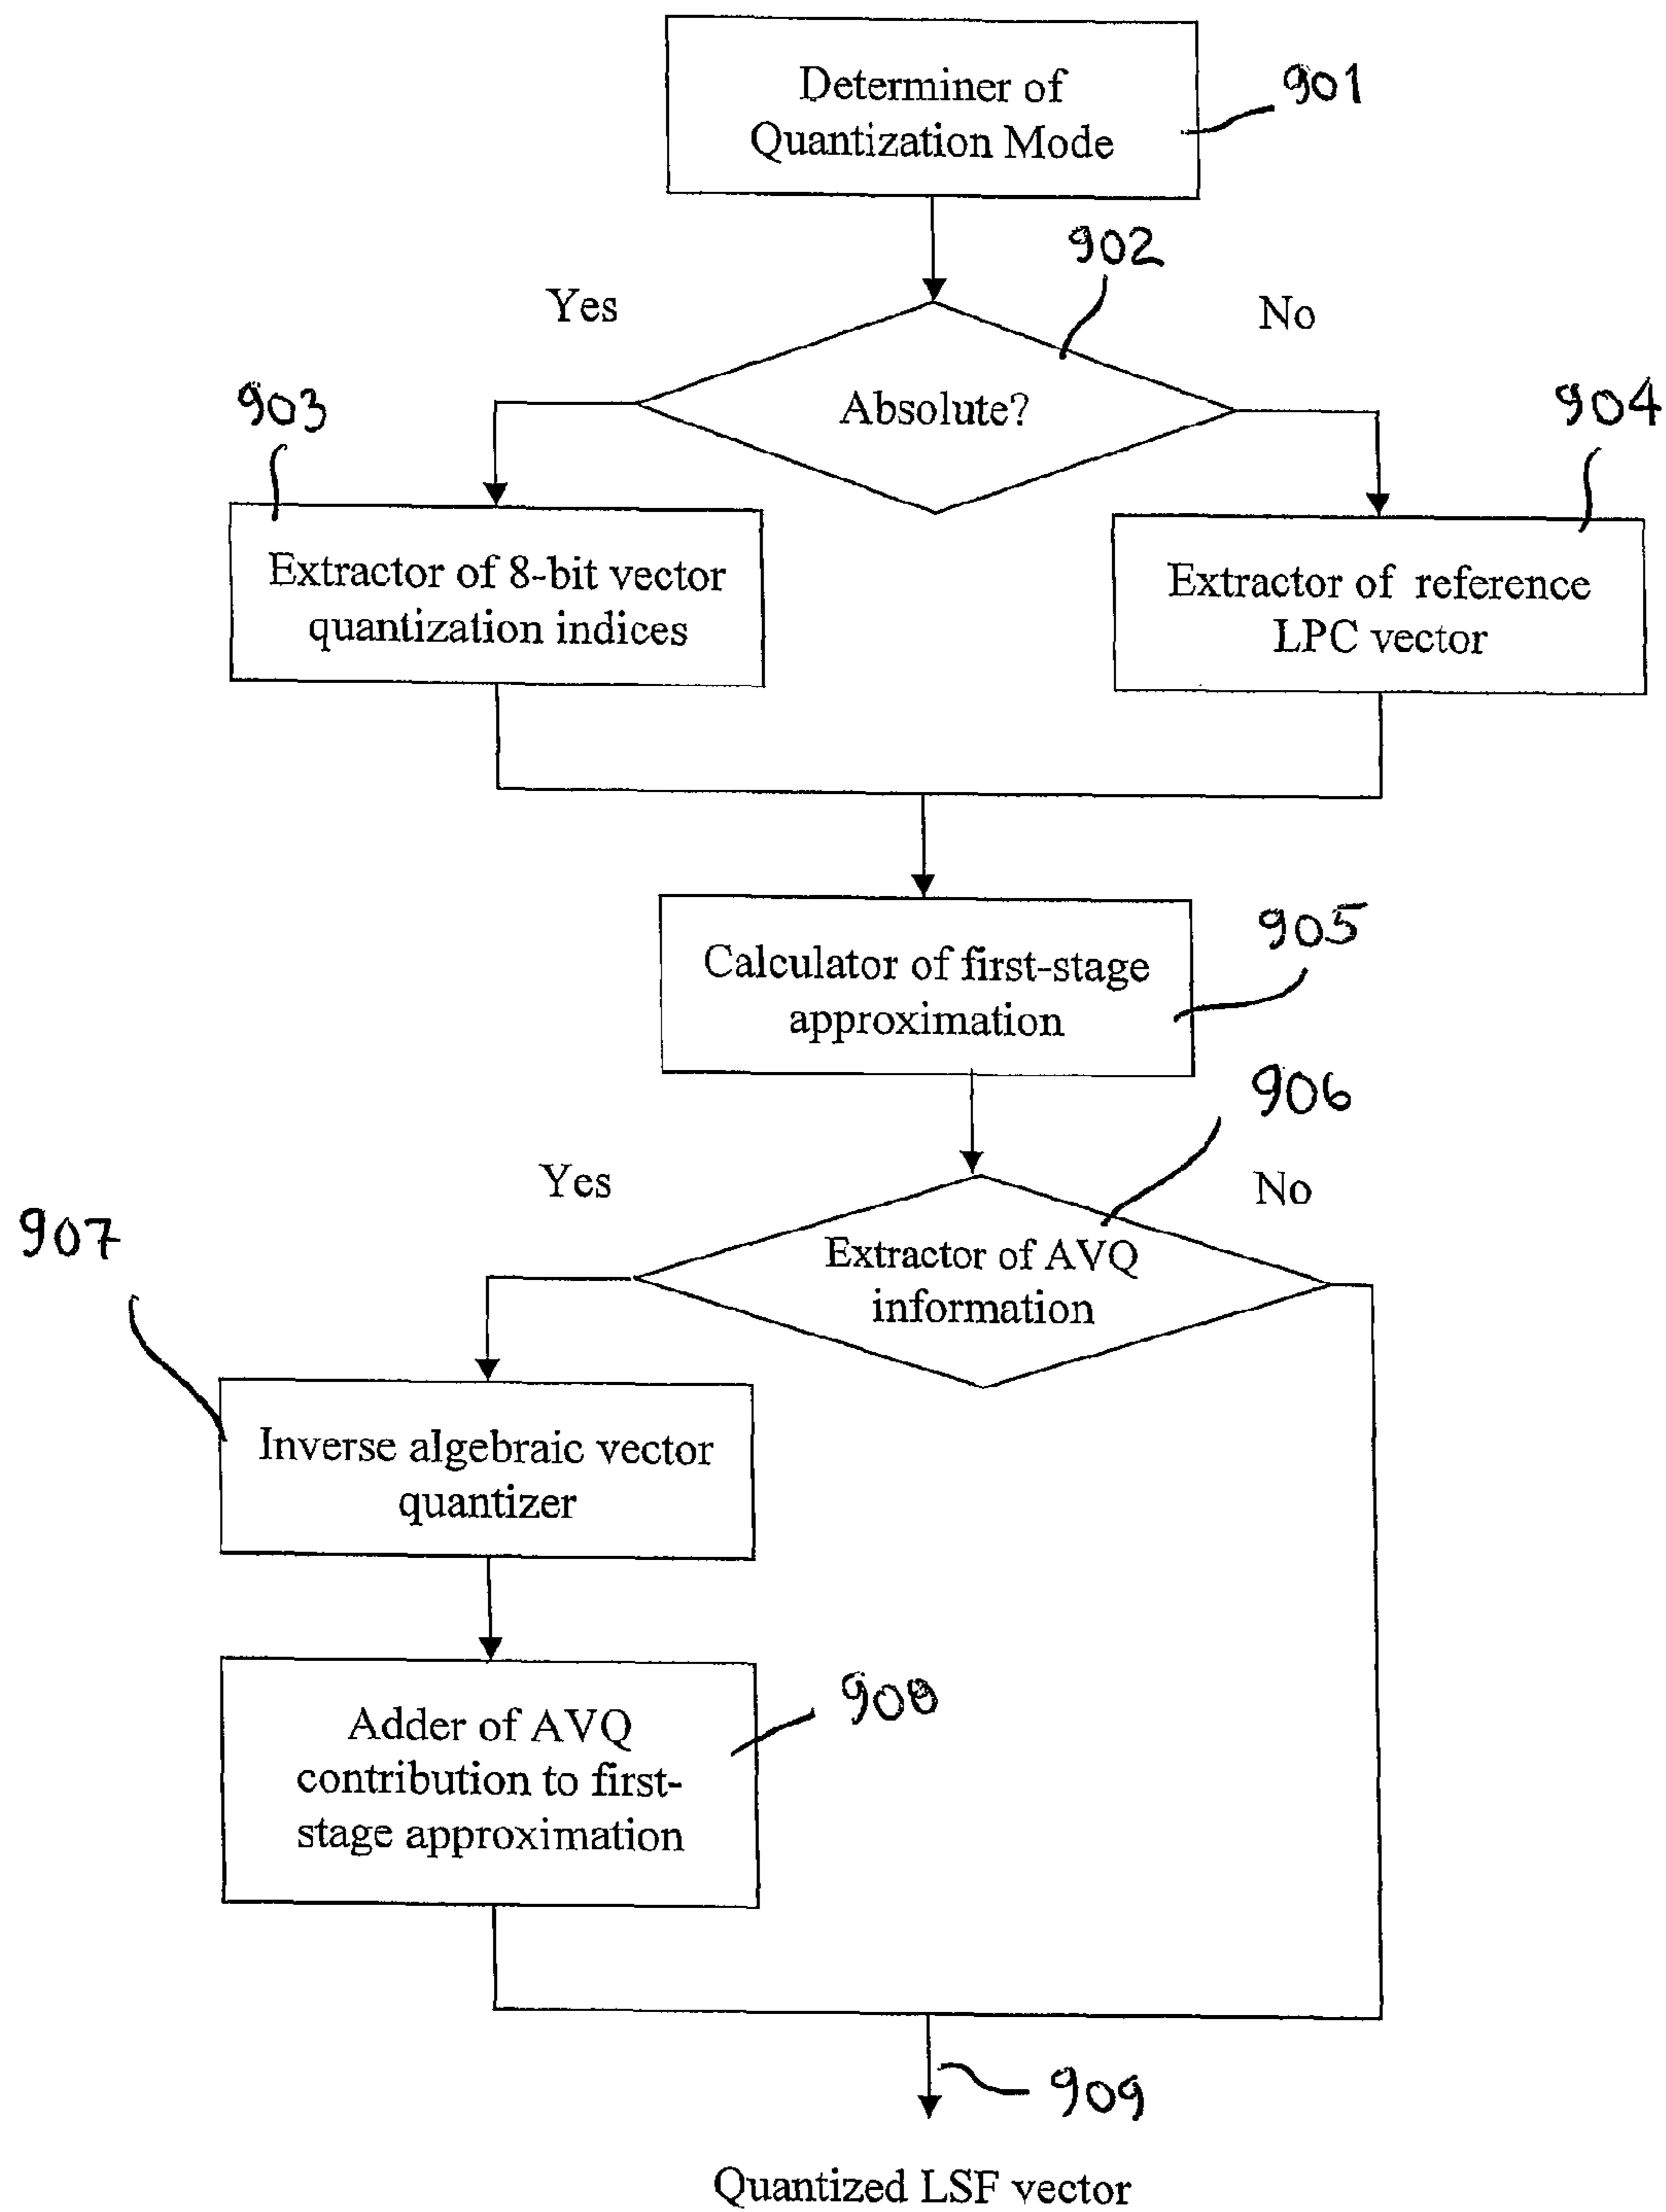 Determiner of
Quantization Mode
901
902
Yes
No
Absolute?
903
904
Extractor of 8-bit vector
quantization indices
Extractor of reference
LPC vector
905
Calculator of first-stage
approximation
906
Yes
No
907
Extractor of AVQ
information
Inverse algebraic vector
quantizer
908
Adder of AVQ
contribution to first-
stage approximation
909
Quantized LSF vector